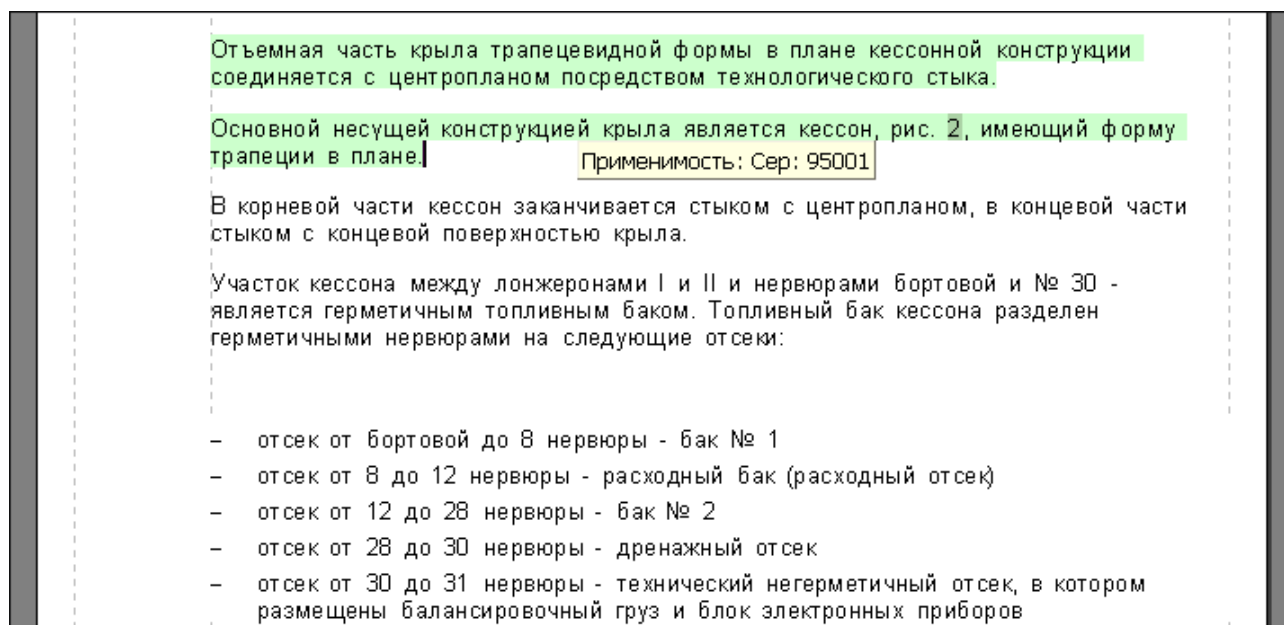 Отъемная часть крыла трапецевидной формы в плане кессонной конструкции
соединяется с центропланом посредством технологического стыка.
Основной несущей конструкцией крыла является кессон, рис. 2, имеющий форму
трапеции в плане.
Применимость: Сер: 95001
В корневой части кессон заканчивается стыком с центропланом, в концевой части
стыком с концевой поверхностью крыла.
Участок кессона между лонжеронами I и II и нервюрами бортовой и № 30 -
является герметичным топливным баком. Топливный бак кессона разделен
герметичными нервюрами на следующие отсеки:
– отсек от бортовой до 8 нервюры - бак № 1
– отсек от 8 до 12 нервюры - расходный бак (расходный отсек)
– отсек от 12 до 28 нервюры - бак № 2
– отсек от 28 до 30 нервюры - дренажный отсек
– отсек от 30 до 31 нервюры - технический негерметичный отсек, в котором
размещены балансировочный груз и блок электронных приборов